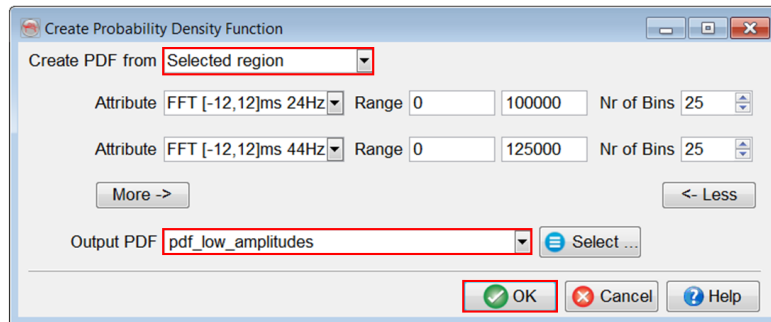 Create Probability Density Function
Create PDF from Selected region
Attribute FFT [-12,12]ms 24Hz Range 0 100000 Nr of Bins 25
Attribute FFT [-12,12]ms 44Hz Range 0 125000 Nr of Bins 25
More -> <- Less
Output PDF pdf_low_amplitudes Select ...
OK Cancel Help